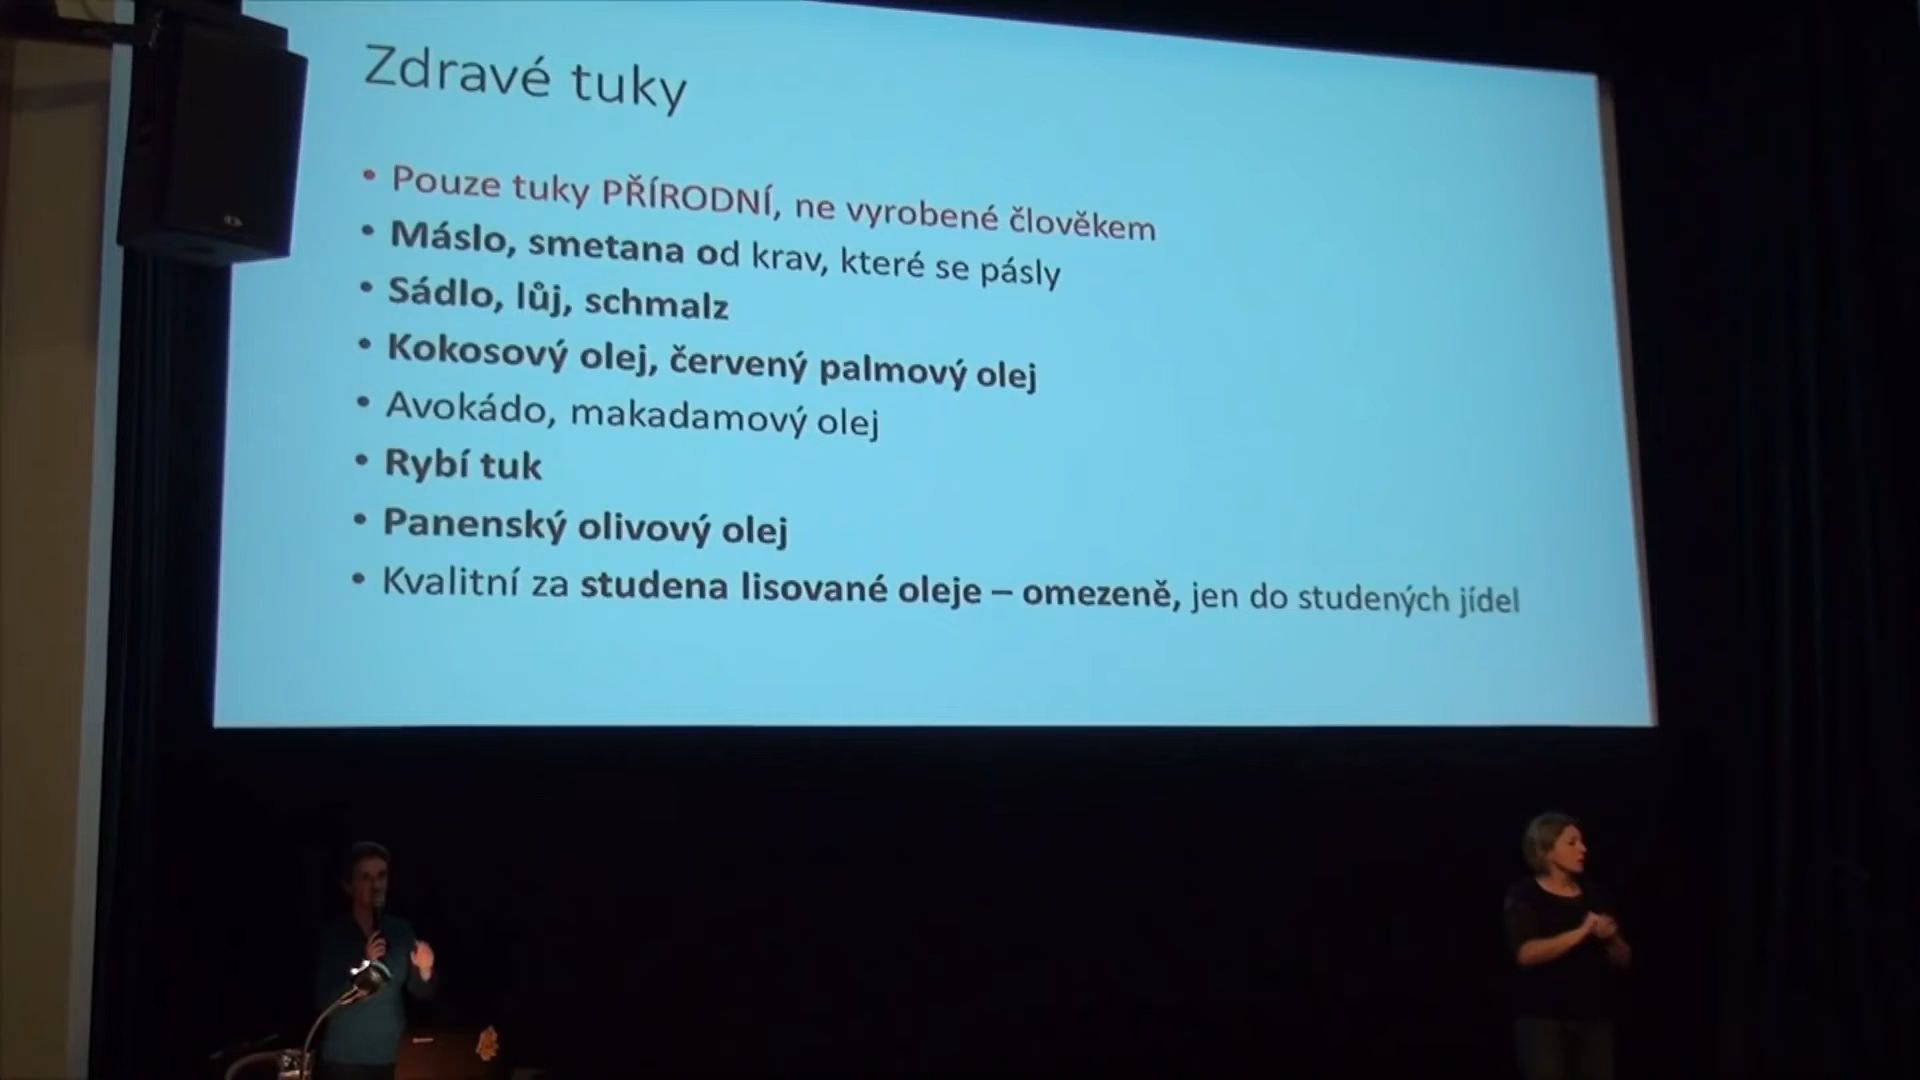 Zdravé tuky
• Pouze tuky PŘÍRODNÍ, ne vyrobené člověkem
• Máslo, smetana od krav, které se pásly
• Sádlo, lůj, schmalz
• Kokosový olej, červený palmový olej
• Avokádo, makadamový olej
• Rybí tuk
• Panenský olivový olej
• Kvalitní za studena lisované oleje – omezeně, jen do studených jídel